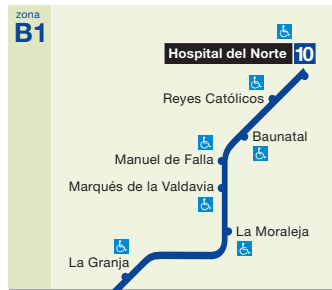 zona
B1
Hospital del Norte 10
Reyes Católicos
Baunatal
Manuel de Falla
Marqués de la Valdavia
La Moraleja
La Granja